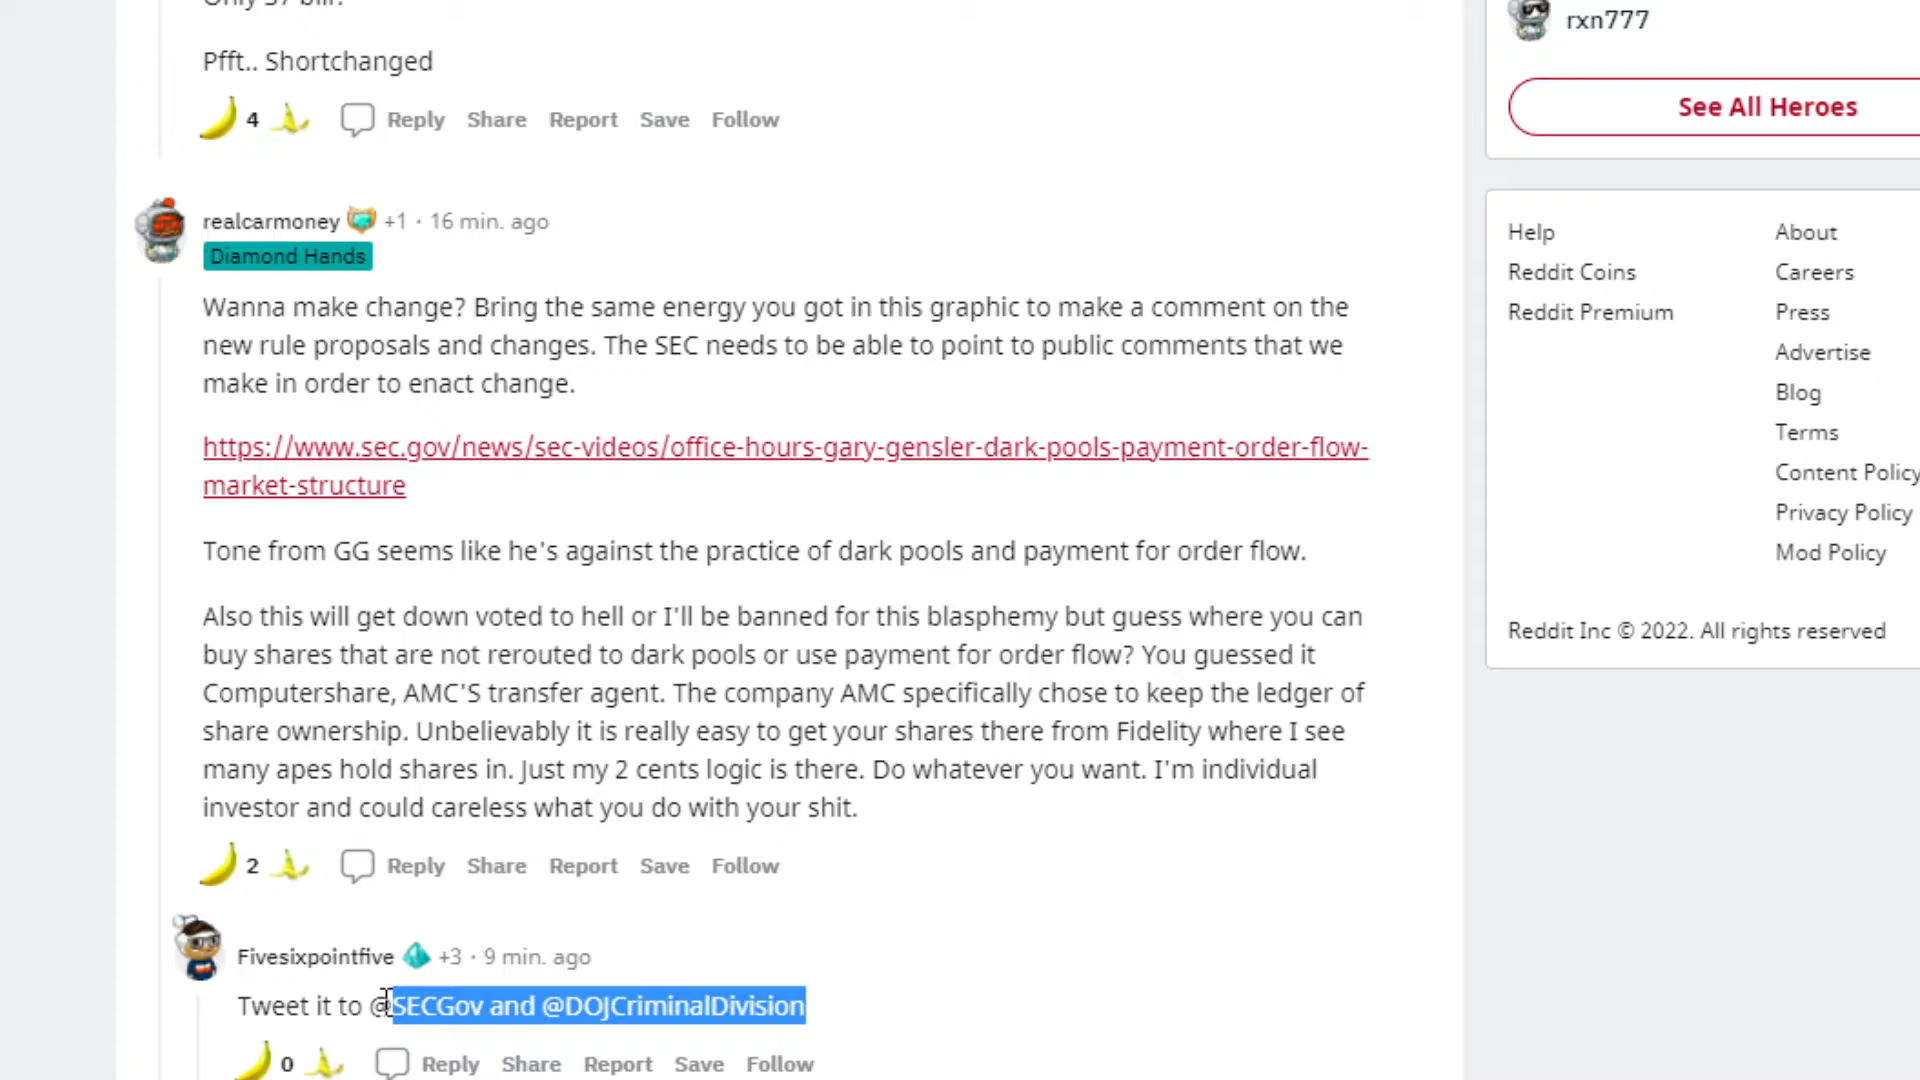 Only 37 bill?
Pfft.. Shortchanged
4 Reply Share Report Save Follow
realcarmoney +1 · 16 min. ago
Diamond Hands
Wanna make change? Bring the same energy you got in this graphic to make a comment on the
new rule proposals and changes. The SEC needs to be able to point to public comments that we
make in order to enact change.
https://www.sec.gov/news/sec-videos/office-hours-gary-gensler-dark-pools-payment-order-flow-
market-structure
Tone from GG seems like he's against the practice of dark pools and payment for order flow.
Also this will get down voted to hell or I'll be banned for this blasphemy but guess where you can
buy shares that are not rerouted to dark pools or use payment for order flow? You guessed it
Computershare, AMC'S transfer agent. The company AMC specifically chose to keep the ledger of
share ownership. Unbelievably it is really easy to get your shares there from Fidelity where I see
many apes hold shares in. Just my 2 cents logic is there. Do whatever you want. I'm individual
investor and could careless what you do with your shit.
2 Reply Share Report Save Follow
Fivesixpointfive +3 · 9 min. ago
Tweet it to @SECGov and @DOJCriminalDivision
0 Reply Share Report Save Follow
rxn777
See All Heroes
Help
Reddit Coins
Reddit Premium
About
Careers
Press
Advertise
Blog
Terms
Content Policy
Privacy Policy
Mod Policy
Reddit Inc © 2022. All rights reserved